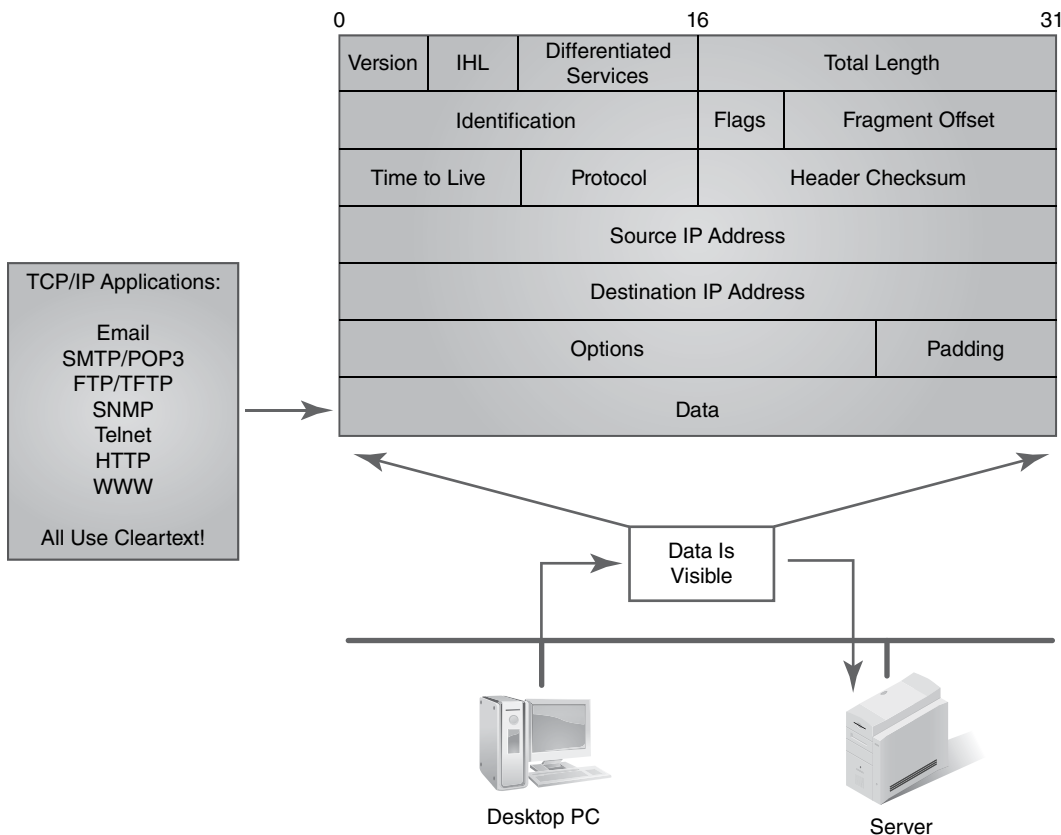 0 16 31
Version IHL Differentiated Services Total Length
Identification Flags Fragment Offset
Time to Live Protocol Header Checksum
Source IP Address
Destination IP Address
Options Padding
Data
TCP/IP Applications:
Email
SMTP/POP3
FTP/TFTP
SNMP
Telnet
HTTP
WWW
All Use Cleartext!
Data Is
Visible
Desktop PC
Server